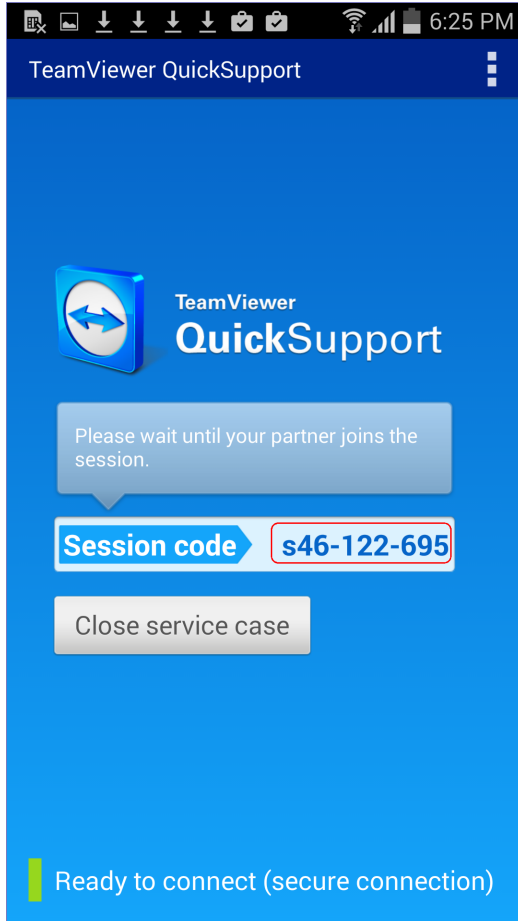 6:25 PM
TeamViewer QuickSupport
TeamViewer
QuickSupport
Please wait until your partner joins the
session.
Session code s46-122-695
Close service case
Ready to connect (secure connection)